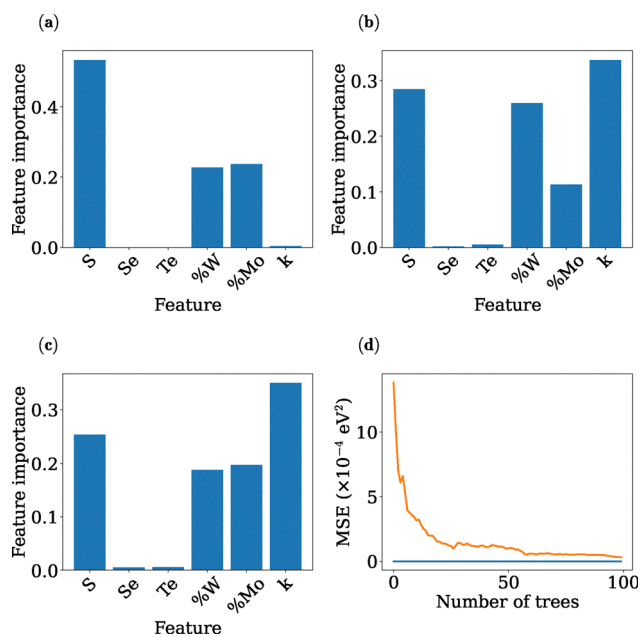 (a)
Feature importance
0.4
0.2
0.0
S Se Te %W %Mo k
Feature
(b)
Feature importance
0.3
0.2
0.1
0.0
S Se Te %W %Mo k
Feature
(c)
Feature importance
0.3
0.2
0.1
0.0
S Se Te %W %Mo k
Feature
(d)
MSE (×10⁻⁴ eV²)
10
5
0
0 50 100
Number of trees